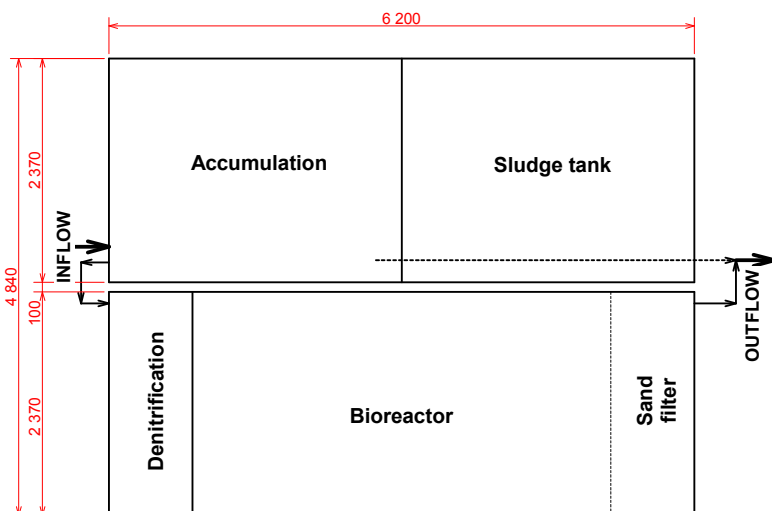 6 200
Accumulation
Sludge tank
2 370
INFLOW
4 840
100
OUTFLOW
2 370
Denitrification
Bioreactor
Sand
filter